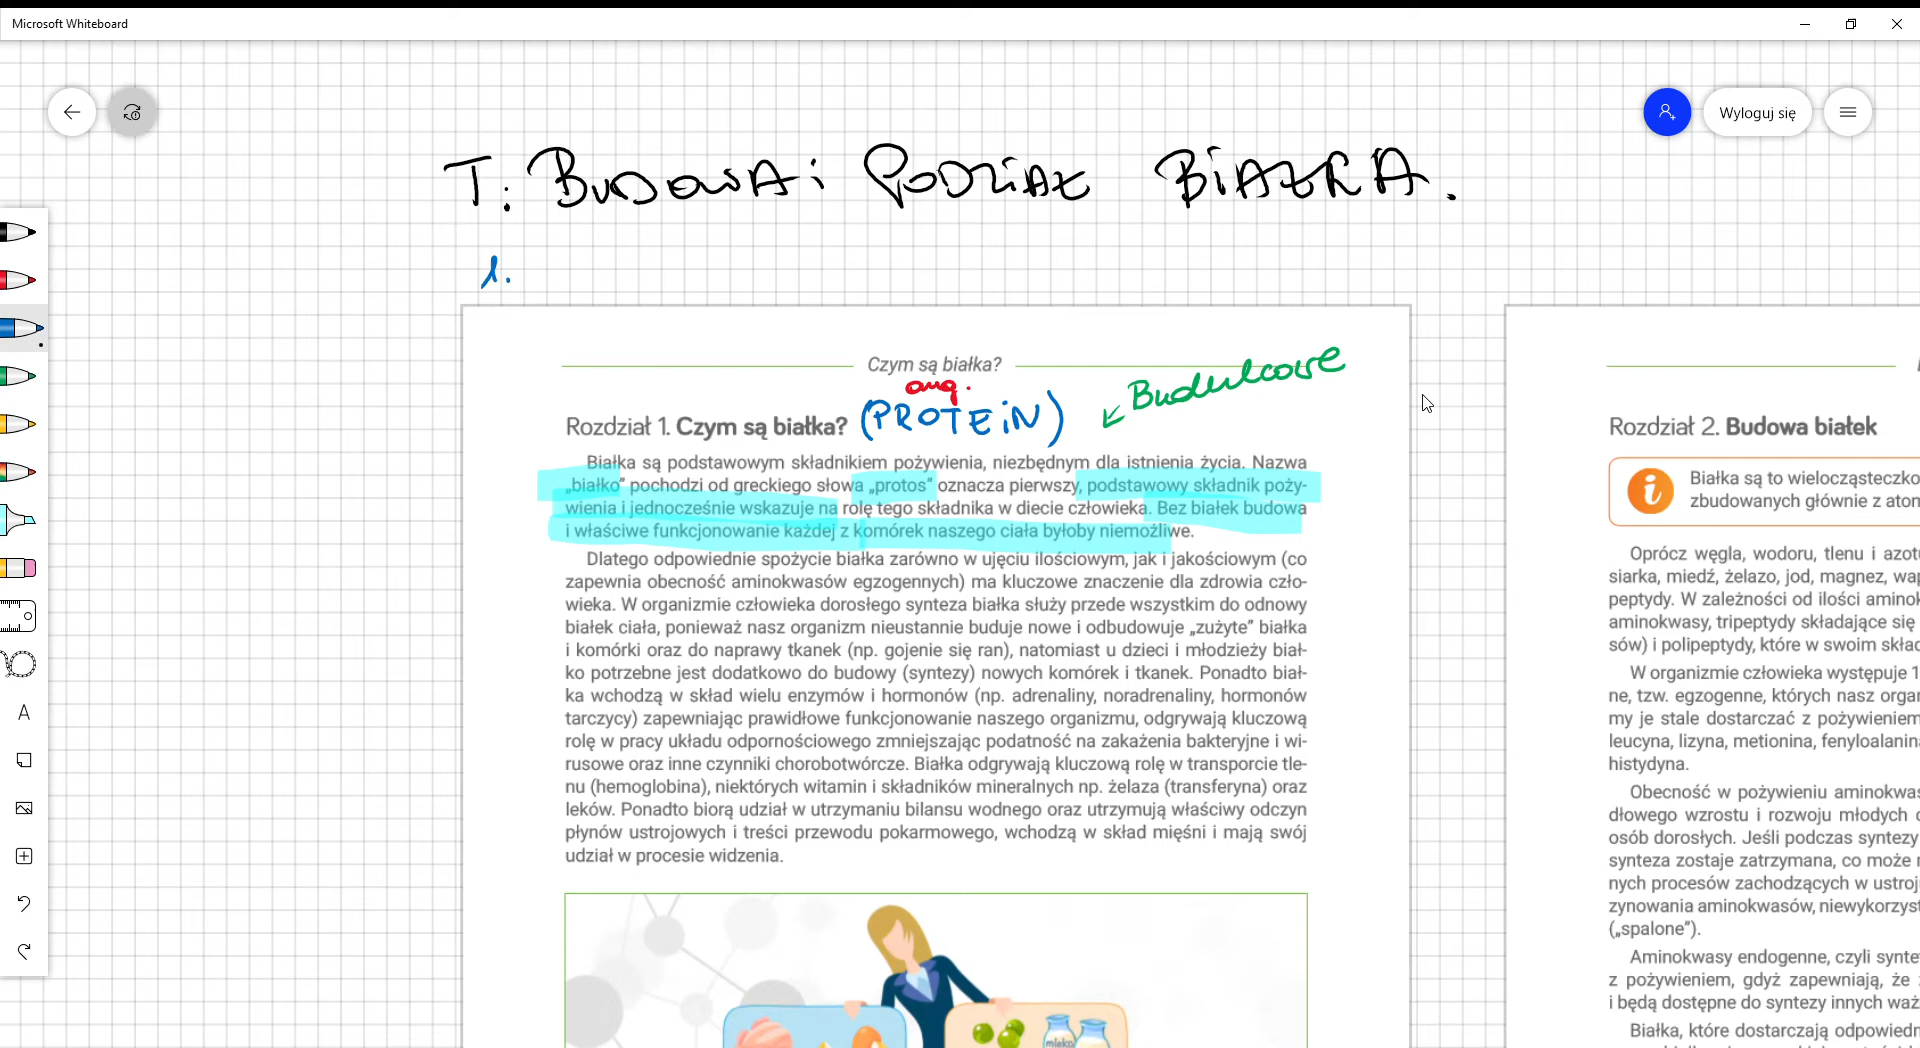 Microsoft Whiteboard
Wyloguj się
T: BUDOWA i PODZIAŁ BIAŁKA.
1.
Czym są białka?
ang.
(PROTEIN)
Budulcowe
Rozdział 1. Czym są białka?
Białka są podstawowym składnikiem pożywienia, niezbędnym dla istnienia życia. Nazwa
„białko” pochodzi od greckiego słowa „protos” oznacza pierwszy, podstawowy składnik poży-
wienia i jednocześnie wskazuje na rolę tego składnika w diecie człowieka. Bez białek budowa
i właściwe funkcjonowanie każdej z komórek naszego ciała byłoby niemożliwe.
Dlatego odpowiednie spożycie białka zarówno w ujęciu ilościowym, jak i jakościowym (co
zapewnia obecność aminokwasów egzogennych) ma kluczowe znaczenie dla zdrowia czło-
wieka. W organizmie człowieka dorosłego synteza białka służy przede wszystkim do odnowy
białek ciała, ponieważ nasz organizm nieustannie buduje nowe i odbudowuje „zużyte” białka
i komórki oraz do naprawy tkanek (np. gojenie się ran), natomiast u dzieci i młodzieży biał-
ko potrzebne jest dodatkowo do budowy (syntezy) nowych komórek i tkanek. Ponadto biał-
ka wchodzą w skład wielu enzymów i hormonów (np. adrenaliny, noradrenaliny, hormonów
tarczycy) zapewniając prawidłowe funkcjonowanie naszego organizmu, odgrywają kluczową
rolę w pracy układu odpornościowego zmniejszając podatność na zakażenia bakteryjne i wi-
rusowe oraz inne czynniki chorobotwórcze. Białka odgrywają kluczową rolę w transporcie tle-
nu (hemoglobina), niektórych witamin i składników mineralnych np. żelaza (transferyna) oraz
leków. Ponadto biorą udział w utrzymaniu bilansu wodnego oraz utrzymują właściwy odczyn
płynów ustrojowych i treści przewodu pokarmowego, wchodzą w skład mięśni i mają swój
udział w procesie widzenia.
mleko
Rozdział 2. Budowa białek
Białka są to wielocząsteczko
zbudowanych głównie z aton
Oprócz węgla, wodoru, tlenu i azotu
siarka, miedź, żelazo, jod, magnez, wap
peptydy. W zależności od ilości aminok
aminokwasy, tripeptydy składające się
sów) i polipeptydy, które w swoim skład
W organizmie człowieka występuje 1
ne, tzw. egzogenne, których nasz organ
my je stale dostarczać z pożywieniem
leucyna, lizyna, metionina, fenyloalanina
histydyna.
Obecność w pożywieniu aminokwas
dłowego wzrostu i rozwoju młodych o
osób dorosłych. Jeśli podczas syntezy
synteza zostaje zatrzymana, co może n
nych procesów zachodzących w ustroju
zynowania aminokwasów, niewykorzyst
(„spalone”).
Aminokwasy endogenne, czyli syntet
z pożywieniem, gdyż zapewniają, że
i będą dostępne do syntezy innych waż
Białka, które dostarczają odpowiedn